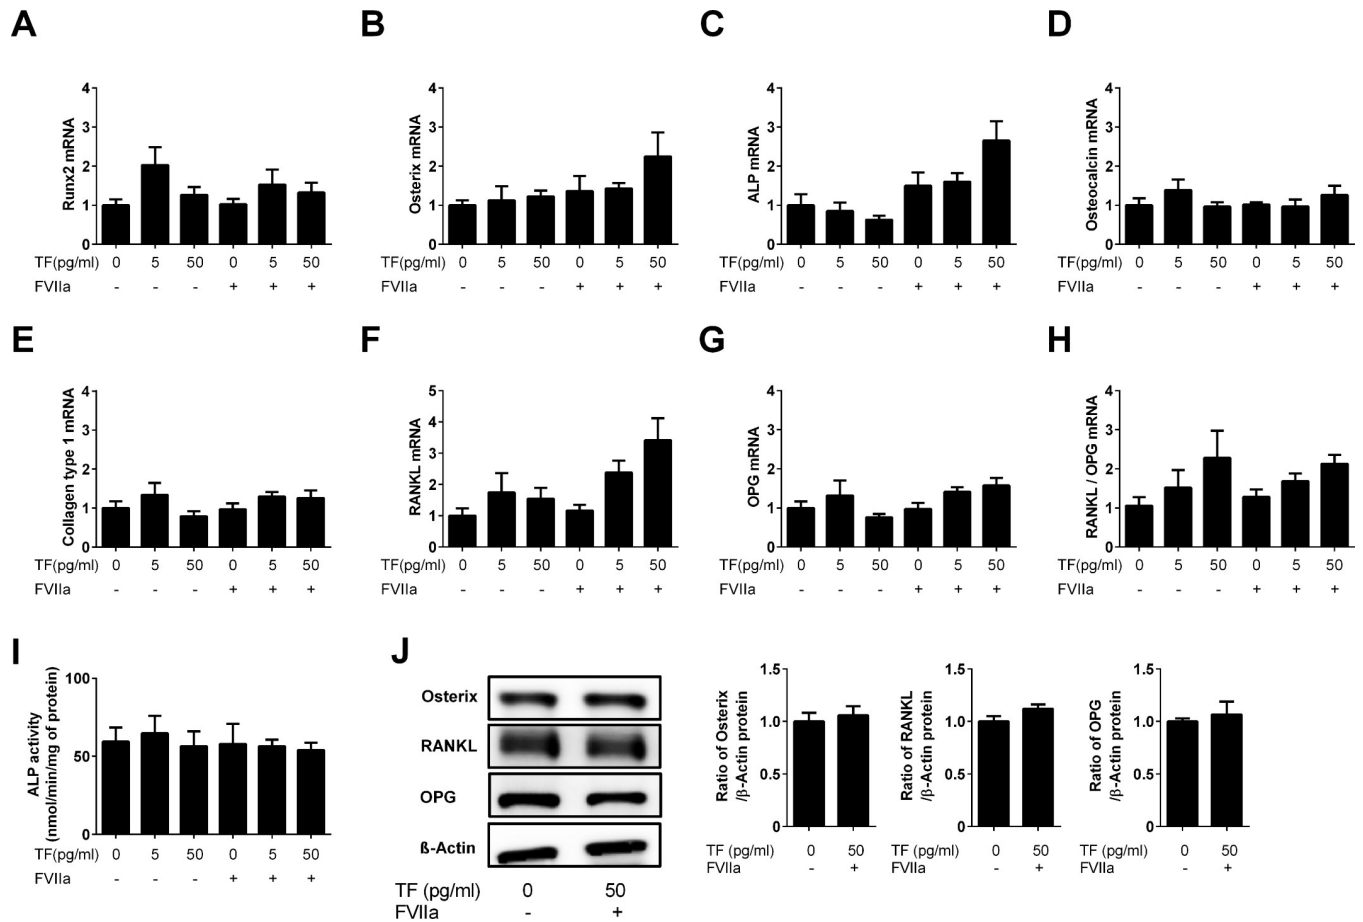 A
B
C
D
Runx2 mRNA
4
3
2
1
0
TF(pg/ml) 0 5 50 0 5 50
FVIIa - - - + + +
Osterix mRNA
4
3
2
1
0
TF(pg/ml) 0 5 50 0 5 50
FVIIa - - - + + +
ALP mRNA
4
3
2
1
0
TF(pg/ml) 0 5 50 0 5 50
FVIIa - - - + + +
Osteocalcin mRNA
4
3
2
1
0
TF(pg/ml) 0 5 50 0 5 50
FVIIa - - - + + +
E
F
G
H
Collagen type 1 mRNA
4
3
2
1
0
TF(pg/ml) 0 5 50 0 5 50
FVIIa - - - + + +
RANKL mRNA
5
4
3
2
1
0
TF(pg/ml) 0 5 50 0 5 50
FVIIa - - - + + +
OPG mRNA
4
3
2
1
0
TF(pg/ml) 0 5 50 0 5 50
FVIIa - - - + + +
RANKL / OPG mRNA
4
3
2
1
0
TF(pg/ml) 0 5 50 0 5 50
FVIIa - - - + + +
I
ALP activity
(nmol/min/mg of protein)
100
50
0
TF(pg/ml) 0 5 50 0 5 50
FVIIa - - - + + +
J
Osterix
RANKL
OPG
ß-Actin
TF (pg/ml) 0 50
FVIIa - +
Ratio of Osterix
/β-Actin protein
1.5
1.0
0.5
0
TF (pg/ml) 0 50
FVIIa - +
Ratio of RANKL
/β-Actin protein
1.5
1.0
0.5
0
TF (pg/ml) 0 50
FVIIa - +
Ratio of OPG
/β-Actin protein
1.5
1.0
0.5
0
TF (pg/ml) 0 50
FVIIa - +